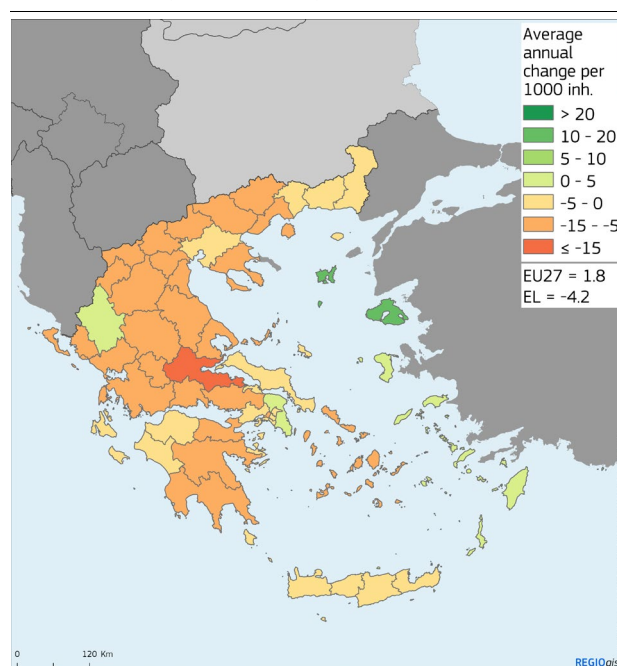 Average
annual
change per
1000 inh.
> 20
10 - 20
5 - 10
0 - 5
-5 - 0
-15 - -5
≤ -15
EU27 = 1.8
EL = -4.2
0 120 Km
REGIOgis